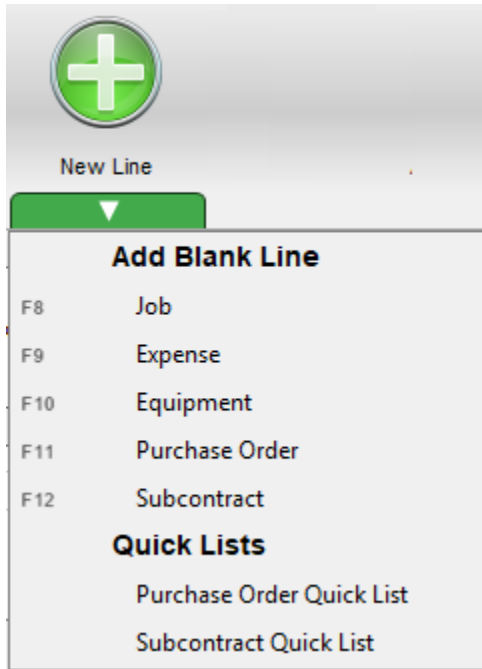 New Line
Add Blank Line
F8 Job
F9 Expense
F10 Equipment
F11 Purchase Order
F12 Subcontract
Quick Lists
Purchase Order Quick List
Subcontract Quick List